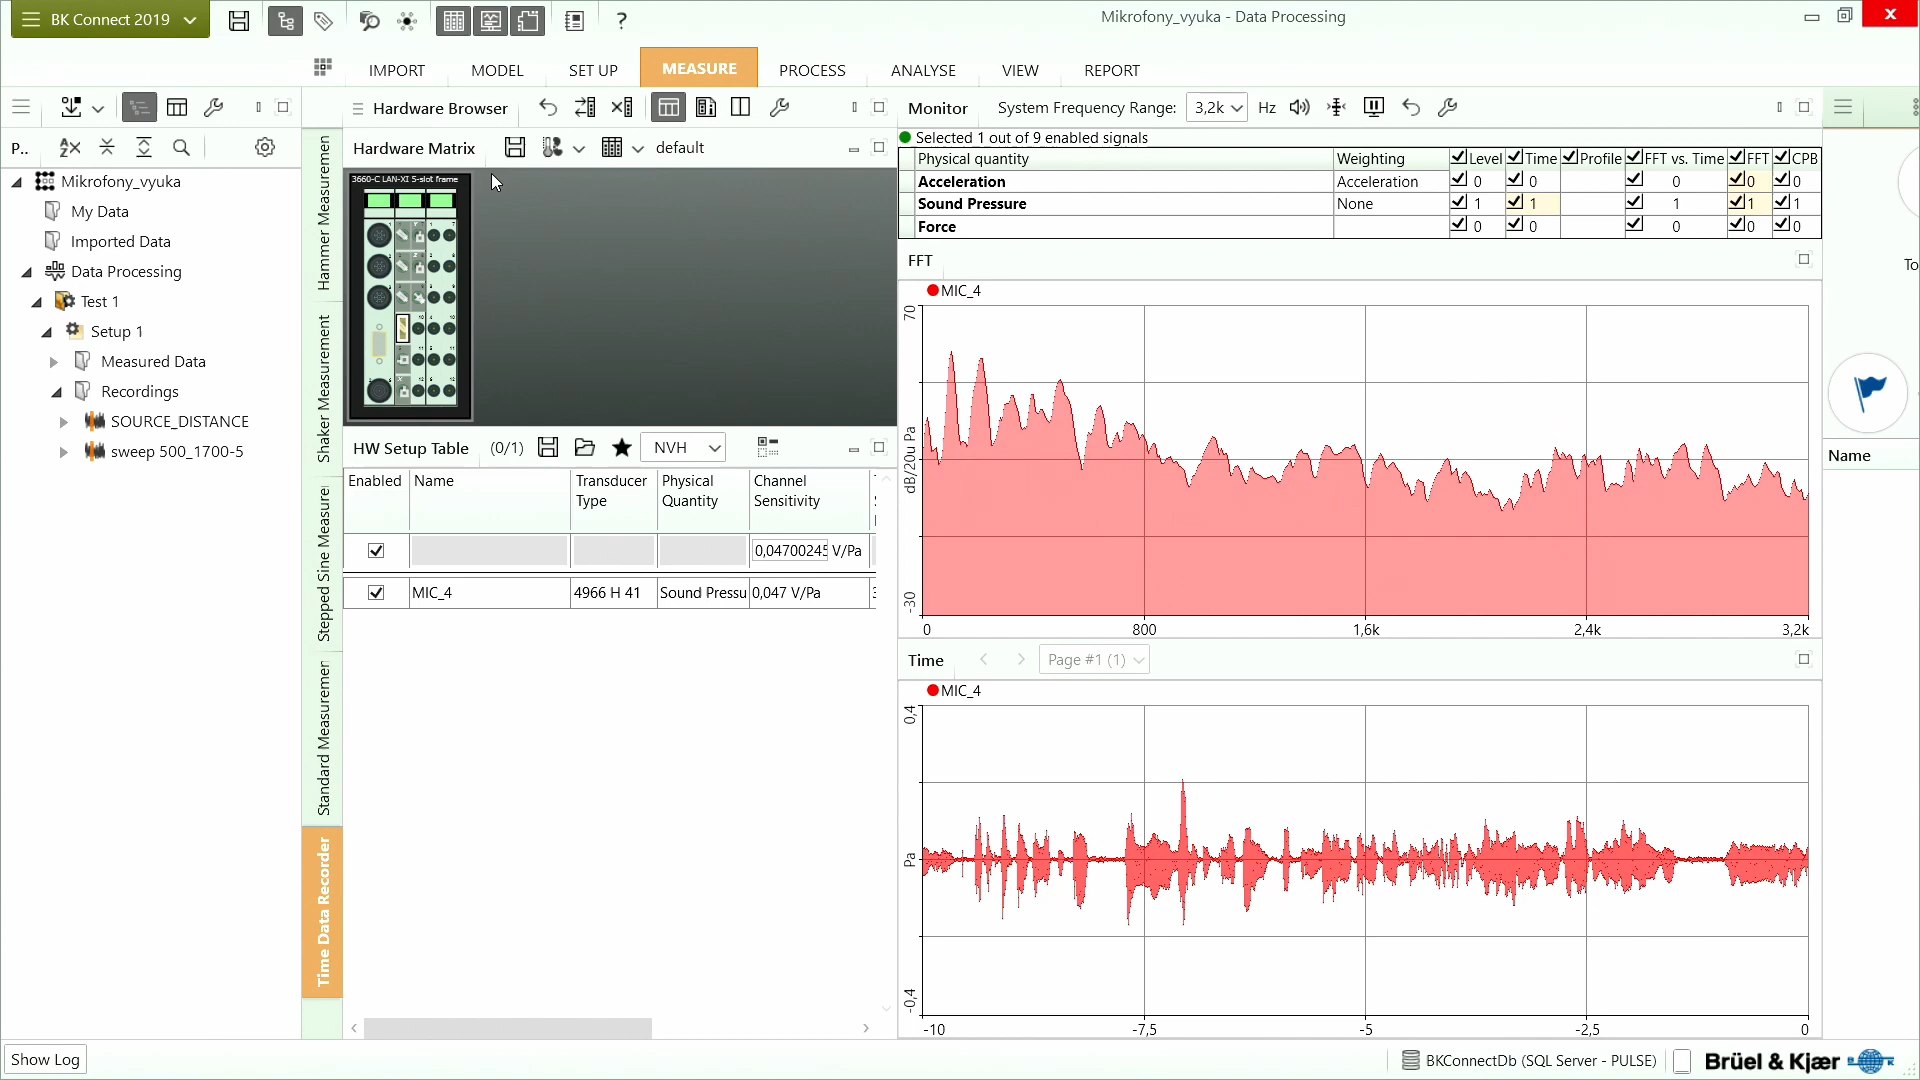 BK Connect 2019
?
Mikrofony_vyuka - Data Processing
IMPORT MODEL SET UP MEASURE PROCESS ANALYSE VIEW REPORT
Hardware Browser
Monitor System Frequency Range: 3,2k Hz
P..
Hardware Matrix default
Selected 1 out of 9 enabled signals
Physical quantity Weighting Level Time Profile FFT vs. Time FFT CPB
Acceleration Acceleration 0 0 0 0 0
Sound Pressure None 1 1 1 1 1
Force 0 0 0 0 0
Mikrofony_vyuka
My Data
Imported Data
Data Processing
Test 1
Setup 1
Measured Data
Recordings
SOURCE_DISTANCE
sweep 500_1700-5
Hammer Measuremen
Shaker Measurement
Stepped Sine Measurei
Standard Measuremen
Time Data Recorder
3660-C LAN-XI 5-slot frame
HW Setup Table (0/1) NVH
Enabled Name Transducer Type Physical Quantity Channel Sensitivity
0,04700245 V/Pa
MIC_4 4966 H 41 Sound Pressu 0,047 V/Pa
FFT
MIC_4
70
dB/20u Pa
-30
0 800 1,6k 2,4k 3,2k
Time Page #1 (1)
MIC_4
0,4
Pa
-0,4
-10 -7,5 -5 -2,5 0
To
Name
Show Log
BKConnectDb (SQL Server - PULSE)
Brüel & Kjær